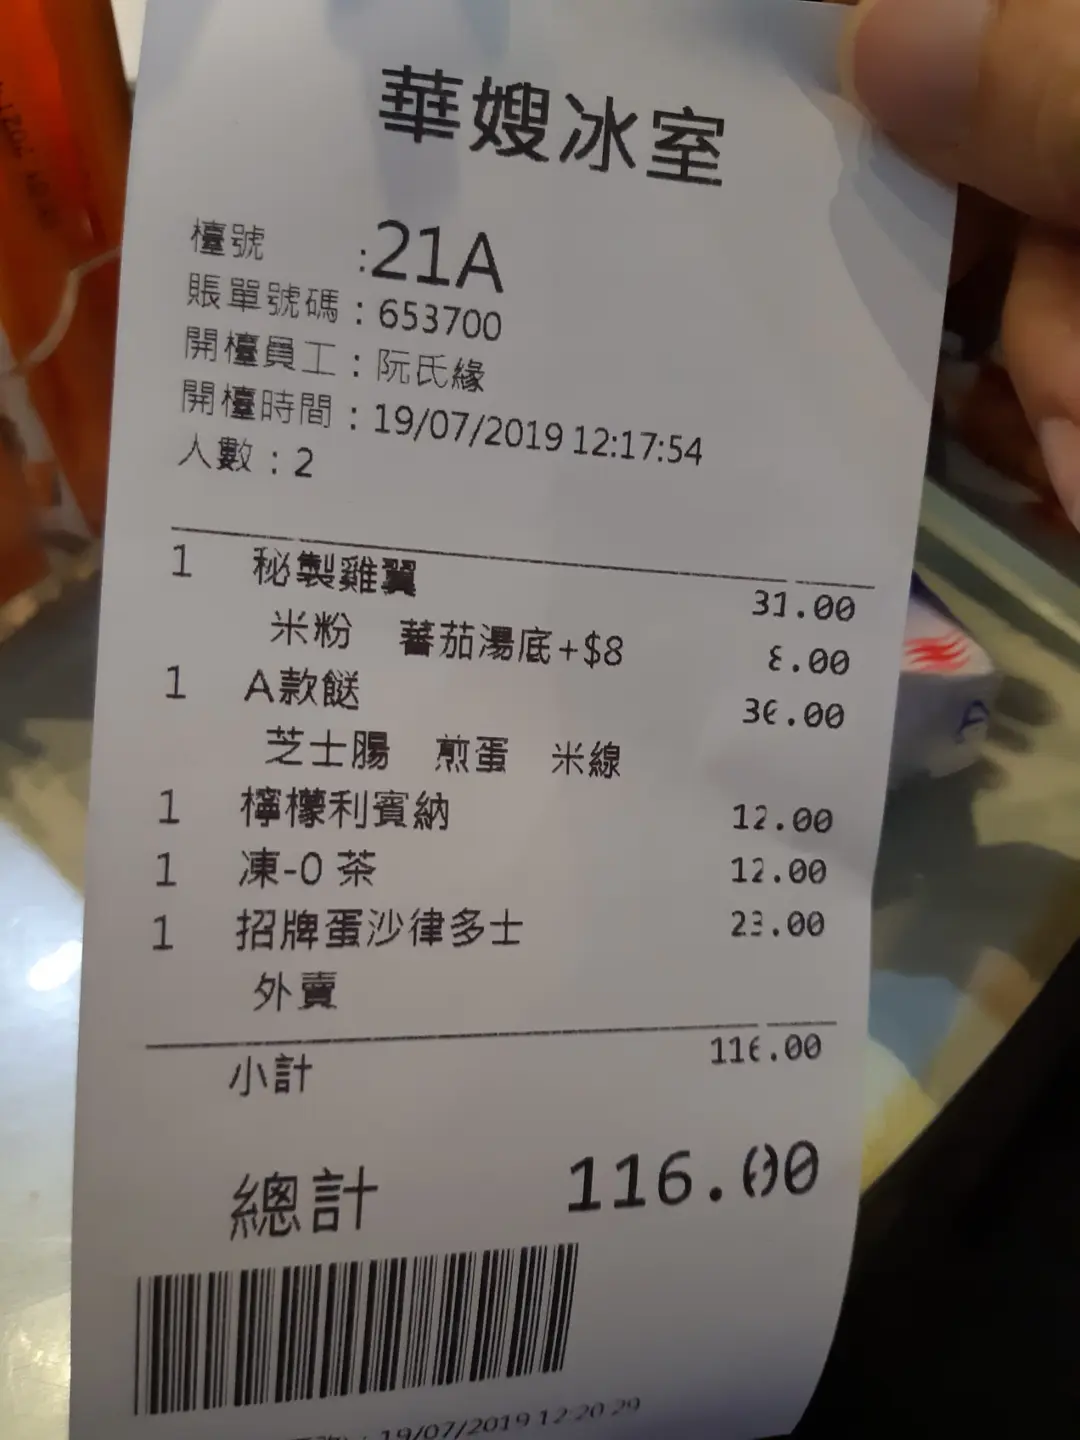 華嫂冰室
檯號 :21A
賬單號碼 : 653700
開檯員工 : 阮氏緣
開檯時間 : 19/07/2019 12:17:54
人數 : 2
1 秘製雞翼 31.00
米粉 蕃茄湯底+$8 8.00
1 A款餸 30.00
芝士腸 煎蛋 米線
1 檸檬利賓納 12.00
1 凍-0 茶 12.00
1 招牌蛋沙律多士 23.00
外賣
小計 116.00
總計 116.00
: 19/07/2019 12:20:29